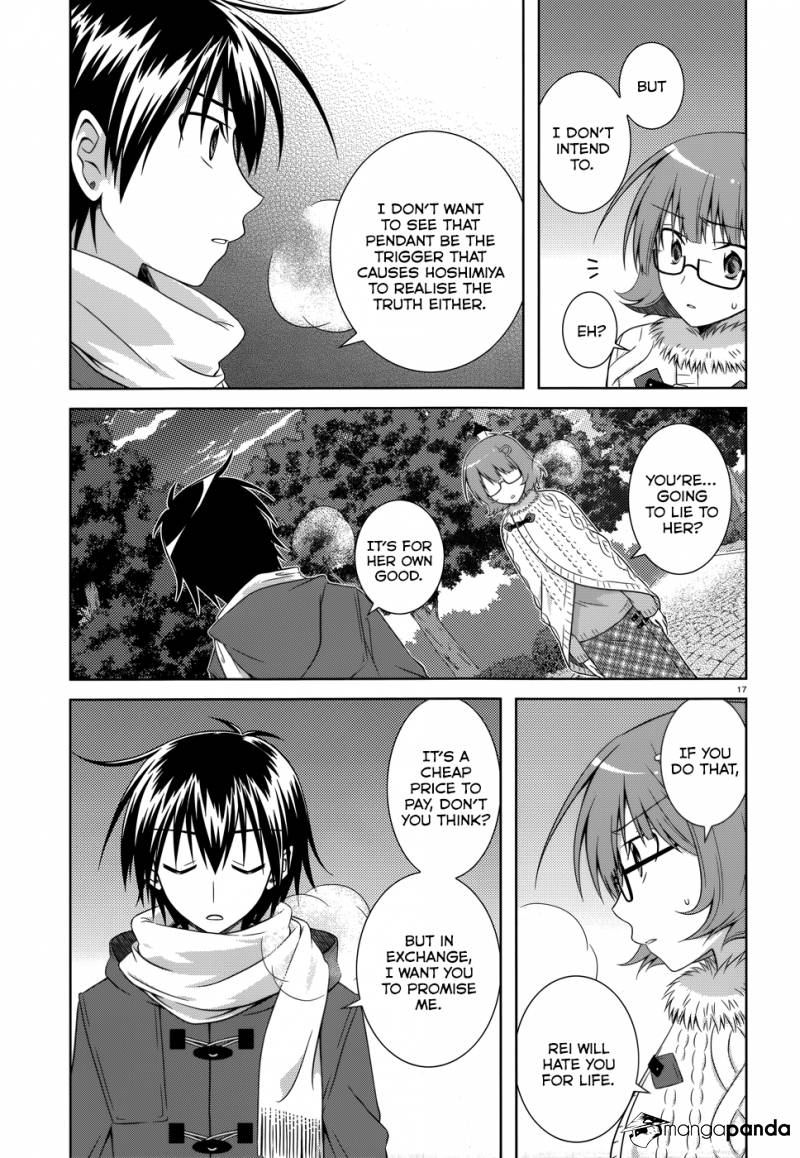 BUT
I DON'T
INTEND
TO.
EH?
I DON'T WANT
TO SEE THAT
PENDANT BE THE
TRIGGER THAT
CAUSES HOSHIMIYA
TO REALISE THE
TRUTH EITHER.
YOU'RE...
GOING
TO LIE TO
HER?
IT'S FOR
HER OWN
GOOD.
17
IF YOU
DO THAT,
REI WILL
HATE YOU
FOR LIFE.
IT'S A
CHEAP
PRICE TO
PAY, DON'T
YOU THINK?
BUT IN
EXCHANGE,
I WANT YOU
TO PROMISE
ME.
mangapanda